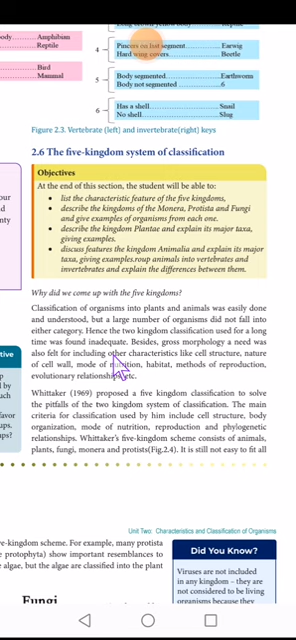 ody.......... Amphibian
.......... Reptile
.......... Bird
.......... Mammal
4
Pincers on last segment.......... Earwig
Hard wing covers.......... Beetle
5
Body segmented.......... Earthworm
Body not segmented.......... 6
6
Has a shell.......... Snail
No shell.......... Slug
Figure 2.3. Vertebrate (left) and invertebrate(right) keys
2.6 The five-kingdom system of classification
Objectives
At the end of this section, the student will be able to:
• list the characteristic feature of the five kingdoms,
• describe the kingdoms of the Monera, Protista and Fungi
and give examples of organisms from each one.
• describe the kingdom Plantae and explain its major taxa,
giving examples.
• discuss features the kingdom Animalia and explain its major
taxa, giving examples.roup animals into vertebrates and
invertebrates and explain the differences between them.
Why did we come up with the five kingdoms?
Classification of organisms into plants and animals was easily done
and understood, but a large number of organisms did not fall into
either category. Hence the two kingdom classification used for a long
time was found inadequate. Besides, gross morphology a need was
also felt for including other characteristics like cell structure, nature
of cell wall, mode of nutrition, habitat, methods of reproduction,
evolutionary relationships, etc.
Whittaker (1969) proposed a five kingdom classification to solve
the pitfalls of the two kingdom system of classification. The main
criteria for classification used by him include cell structure, body
organization, mode of nutrition, reproduction and phylogenetic
relationships. Whittaker's five-kingdom scheme consists of animals,
plants, fungi, monera and protists(Fig.2.4). It is still not easy to fit all
our
d
nty
tive
d by
uch
favor
ups.
ups?
Unit Two: Characteristics and Classification of Organisms
ve-kingdom scheme. For example, many protista
e protophyta) show important resemblances to
e algae, but the algae are classified into the plant
Did You Know?
Viruses are not included
in any kingdom – they are
not considered to be living
organisms because they
Fungi